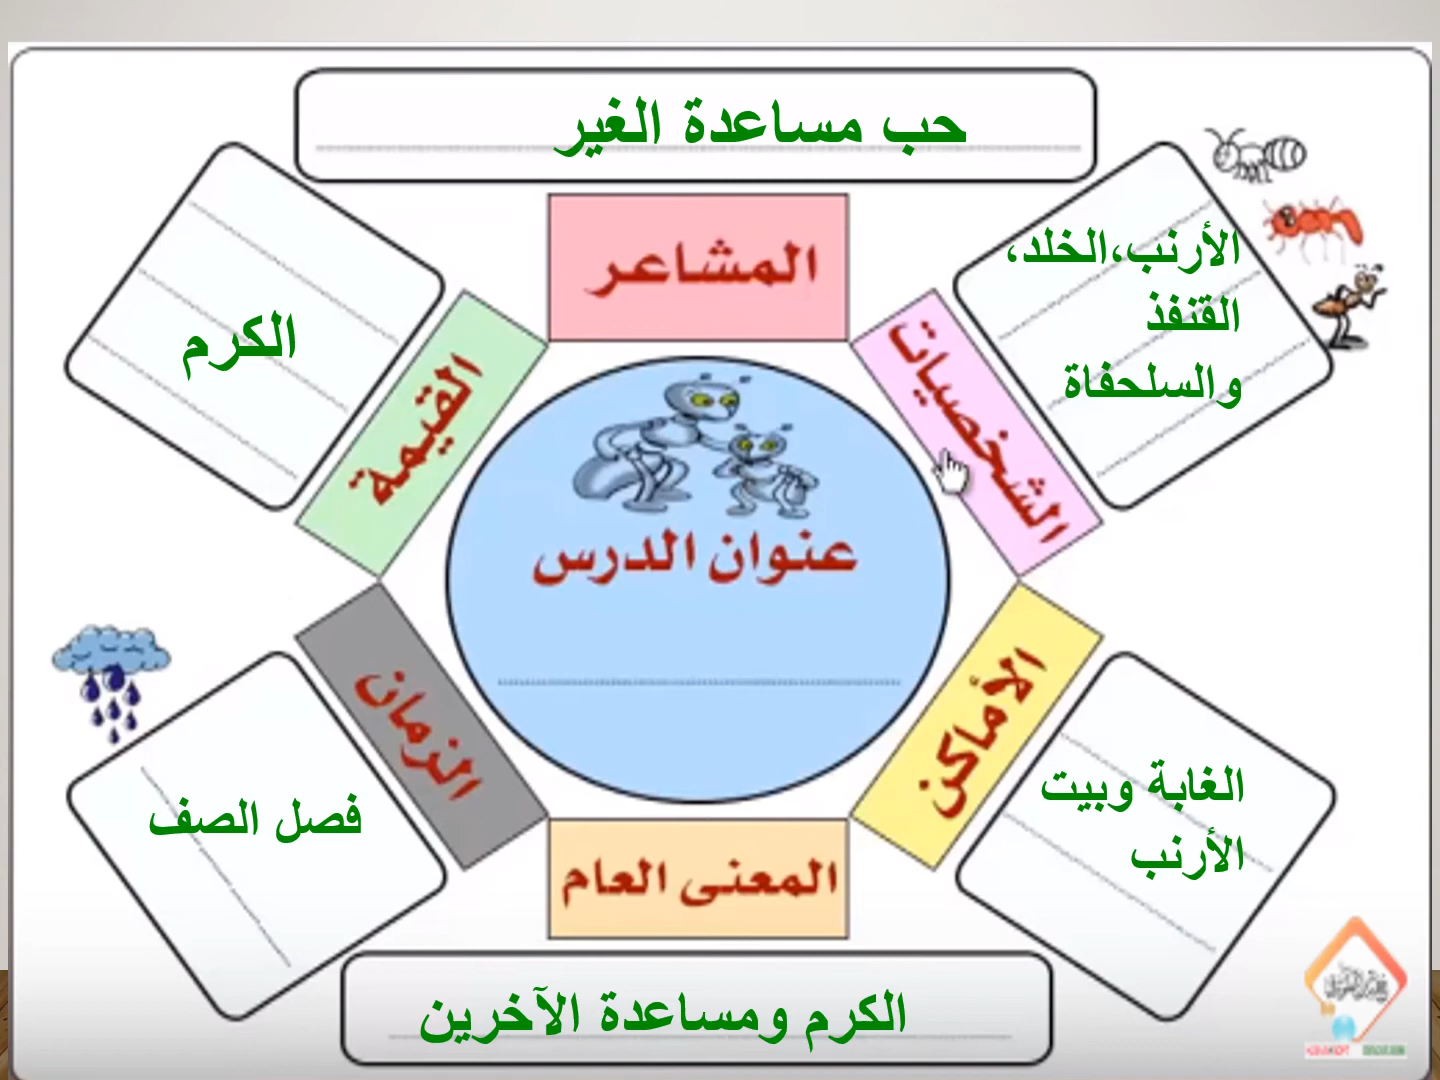 حب مساعدة الغير
المشاعر
الأرنب،الخلد،
القنفذ
والسلحفاة
الشخصيات
القيمة
الكرم
عنوان الدرس
الأماكن
الغابة وبيت
الأرنب
الزمان
فصل الصف
المعنى العام
الكرم ومساعدة الآخرين